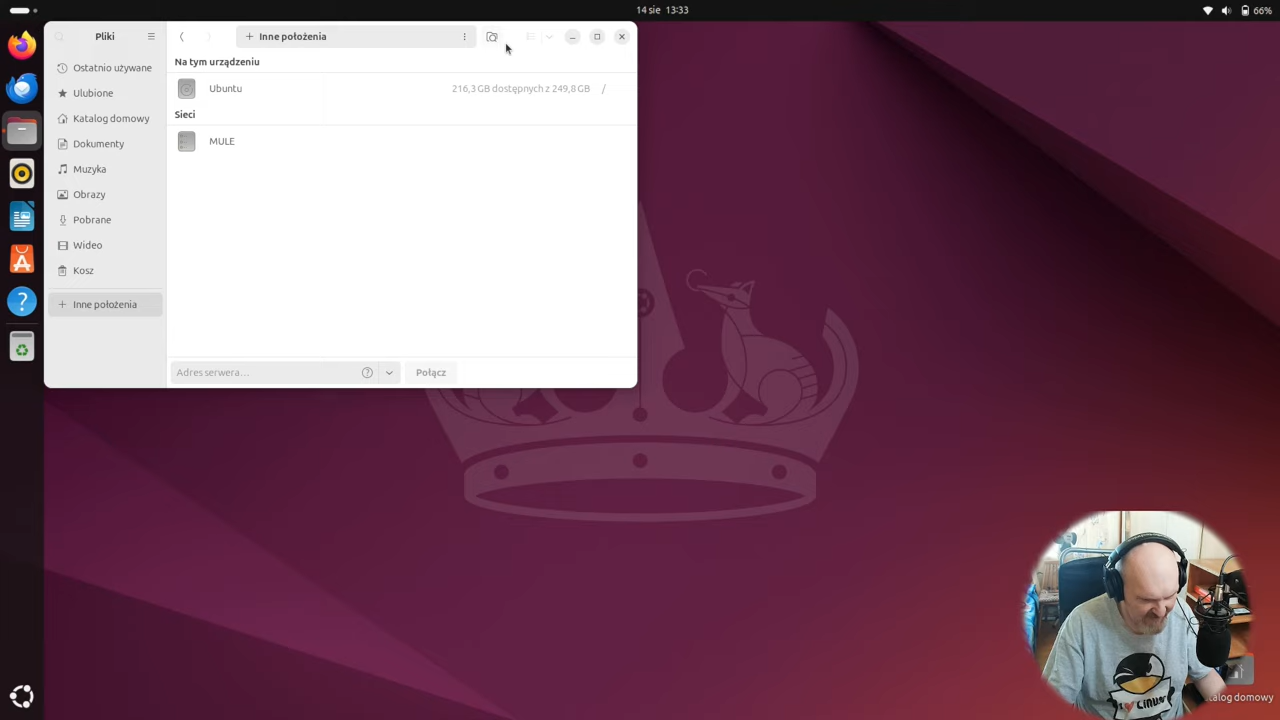 14 sie 13:33
66%
Pliki
Inne położenia
Na tym urządzeniu
Ostatnio używane
Ubuntu
216,3 GB dostępnych z 249,8 GB
/
Ulubione
Sieci
Katalog domowy
MULE
Dokumenty
Muzyka
Obrazy
Pobrane
Wideo
Kosz
Inne położenia
Adres serwera…
Połącz
domowy
I ♥ Linux